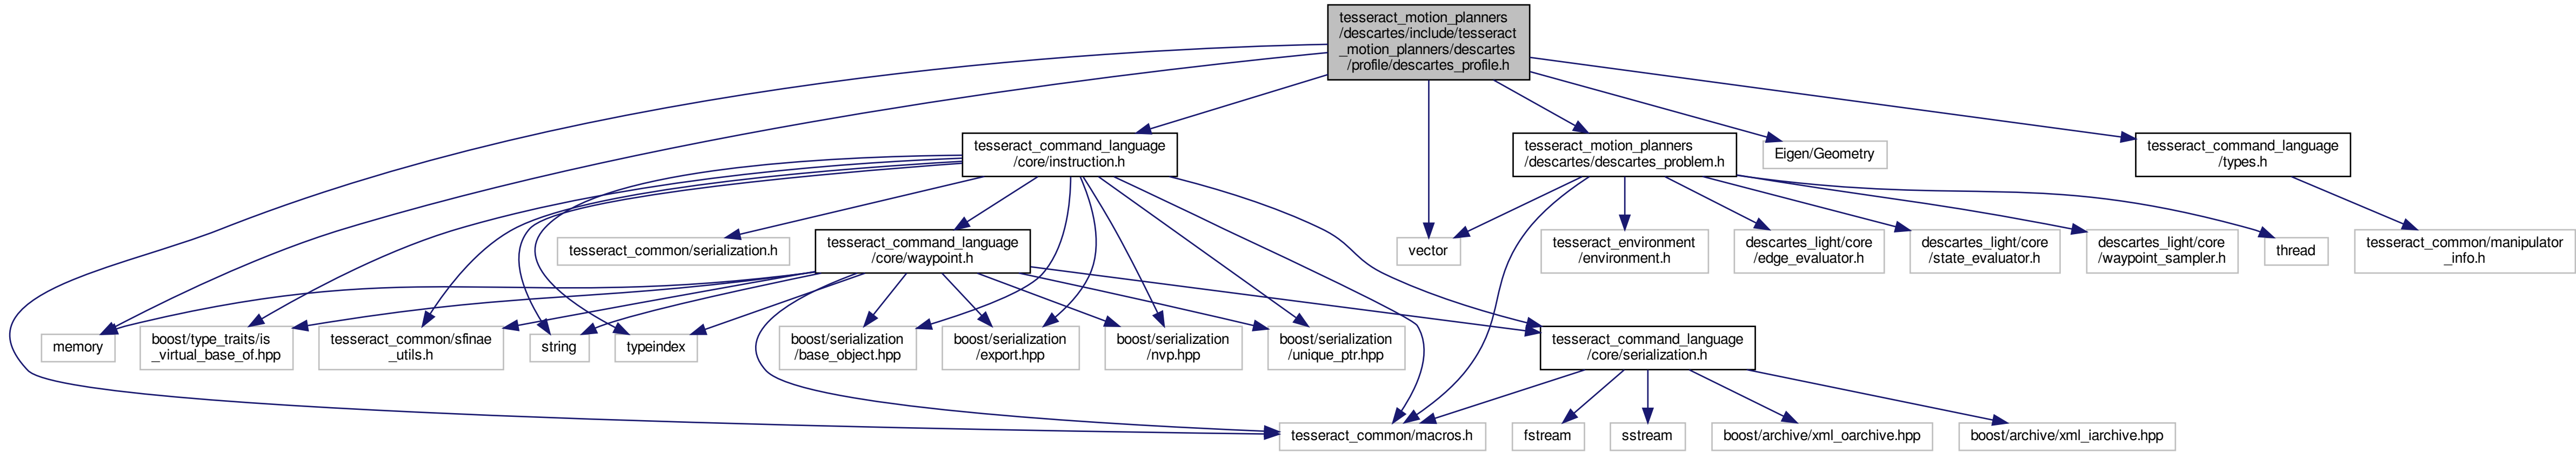 tesseract_motion_planners
/descartes/include/tesseract
_motion_planners/descartes
/profile/descartes_profile.h
tesseract_command_language
/core/instruction.h
tesseract_motion_planners
/descartes/descartes_problem.h
Eigen/Geometry
tesseract_command_language
/types.h
tesseract_common/serialization.h
tesseract_command_language
/core/waypoint.h
vector
tesseract_environment
/environment.h
descartes_light/core
/edge_evaluator.h
descartes_light/core
/state_evaluator.h
descartes_light/core
/waypoint_sampler.h
thread
tesseract_common/manipulator
_info.h
memory
boost/type_traits/is
_virtual_base_of.hpp
tesseract_common/sfinae
_utils.h
string
typeindex
boost/serialization
/base_object.hpp
boost/serialization
/export.hpp
boost/serialization
/nvp.hpp
boost/serialization
/unique_ptr.hpp
tesseract_command_language
/core/serialization.h
tesseract_common/macros.h
fstream
sstream
boost/archive/xml_oarchive.hpp
boost/archive/xml_iarchive.hpp